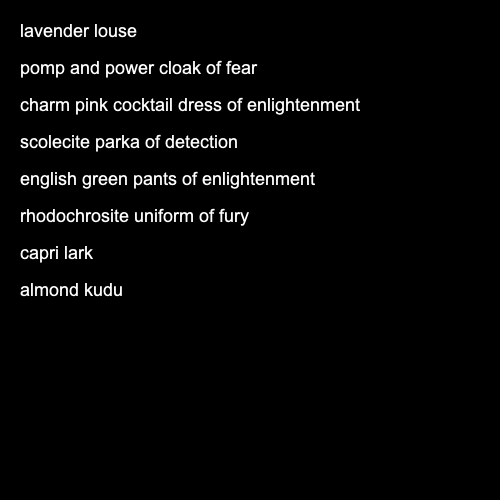 lavender louse
pomp and power cloak of fear
charm pink cocktail dress of enlightenment
scolecite parka of detection
english green pants of enlightenment
rhodochrosite uniform of fury
capri lark
almond kudu